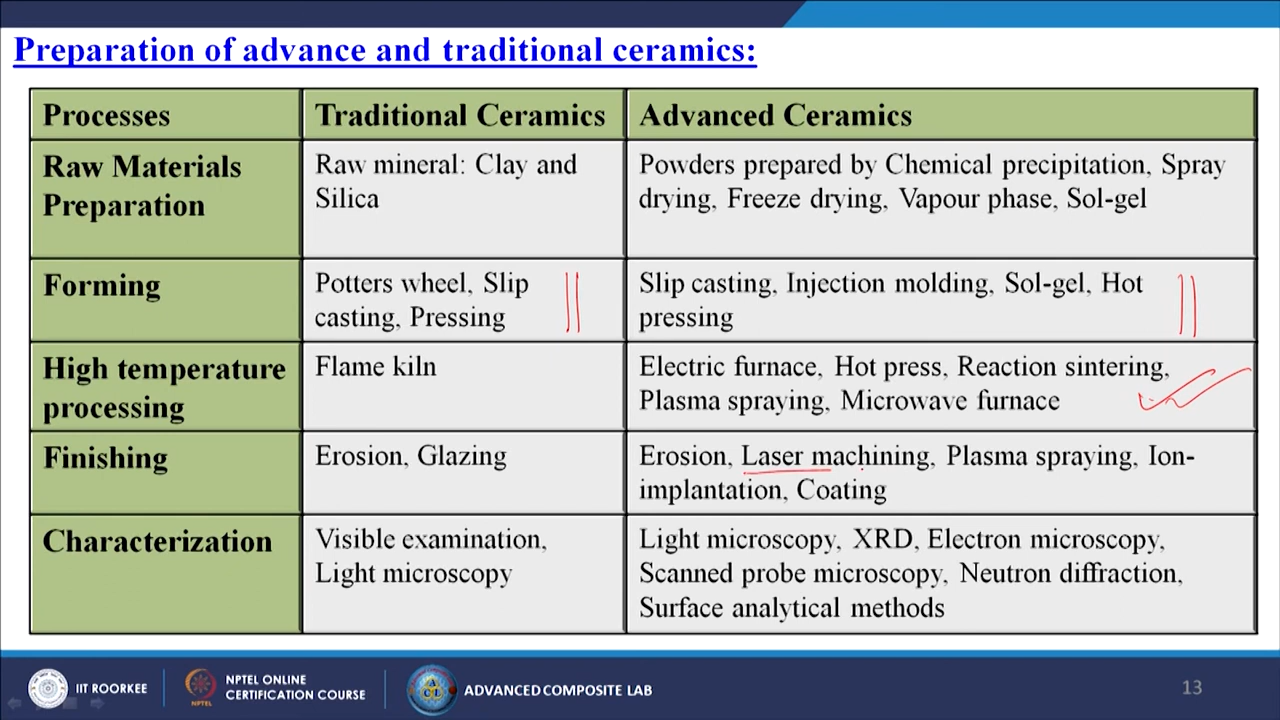 Preparation of advance and traditional ceramics:
Processes
Traditional Ceramics
Advanced Ceramics
Raw Materials
Preparation
Raw mineral: Clay and
Silica
Powders prepared by Chemical precipitation, Spray
drying, Freeze drying, Vapour phase, Sol-gel
Forming
Potters wheel, Slip
casting, Pressing
Slip casting, Injection molding, Sol-gel, Hot
pressing
High temperature
processing
Flame kiln
Electric furnace, Hot press, Reaction sintering,
Plasma spraying, Microwave furnace
Finishing
Erosion, Glazing
Erosion, Laser machining, Plasma spraying, Ion-
implantation, Coating
Characterization
Visible examination,
Light microscopy
Light microscopy, XRD, Electron microscopy,
Scanned probe microscopy, Neutron diffraction,
Surface analytical methods
IIT ROORKEE
NPTEL
NPTEL ONLINE
CERTIFICATION COURSE
ACL
ADVANCED COMPOSITE LAB
13